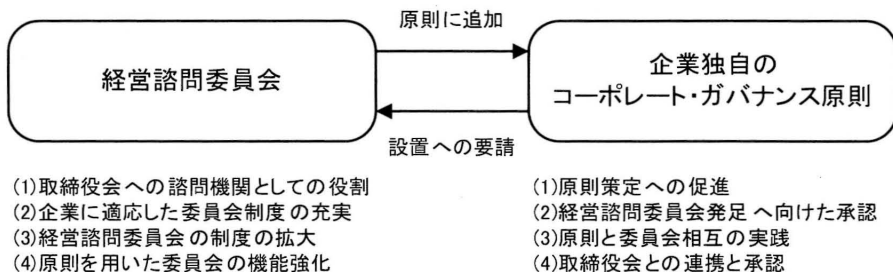 原則に追加
経営諮問委員会
企業独自の
コーポレート・ガバナンス原則
設置への要請
(1)取締役会への諮問機関としての役割
(2)企業に適応した委員会制度の充実
(3)経営諮問委員会の制度の拡大
(4)原則を用いた委員会の機能強化
(1)原則策定への促進
(2)経営諮問委員会発足へ向けた承認
(3)原則と委員会相互の実践
(4)取締役会との連携と承認